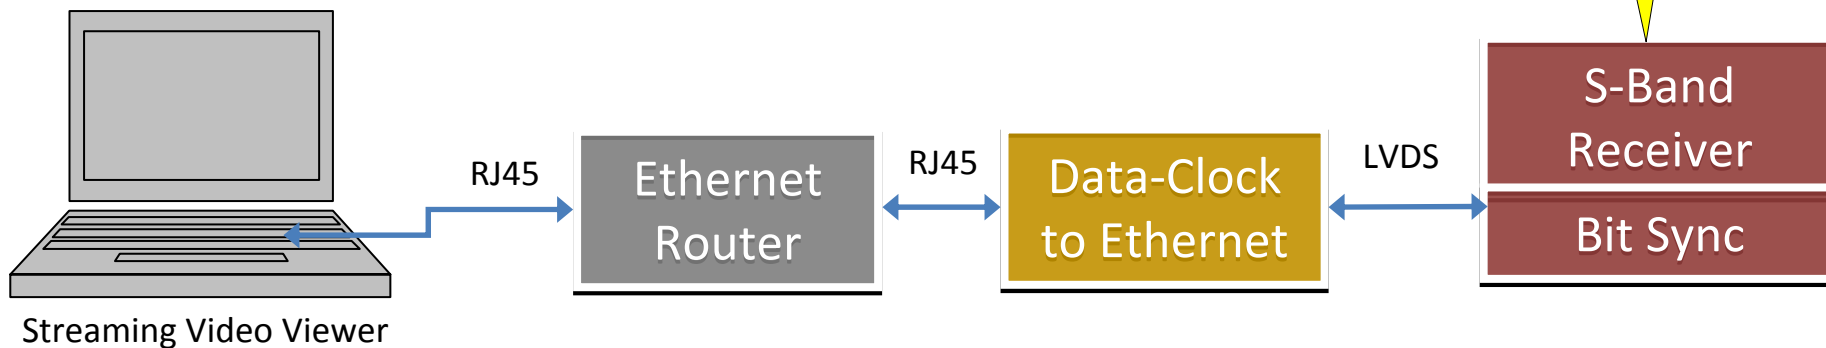 Streaming Video Viewer
RJ45
Ethernet
Router
RJ45
Data-Clock
to Ethernet
LVDS
S-Band
Receiver
Bit Sync